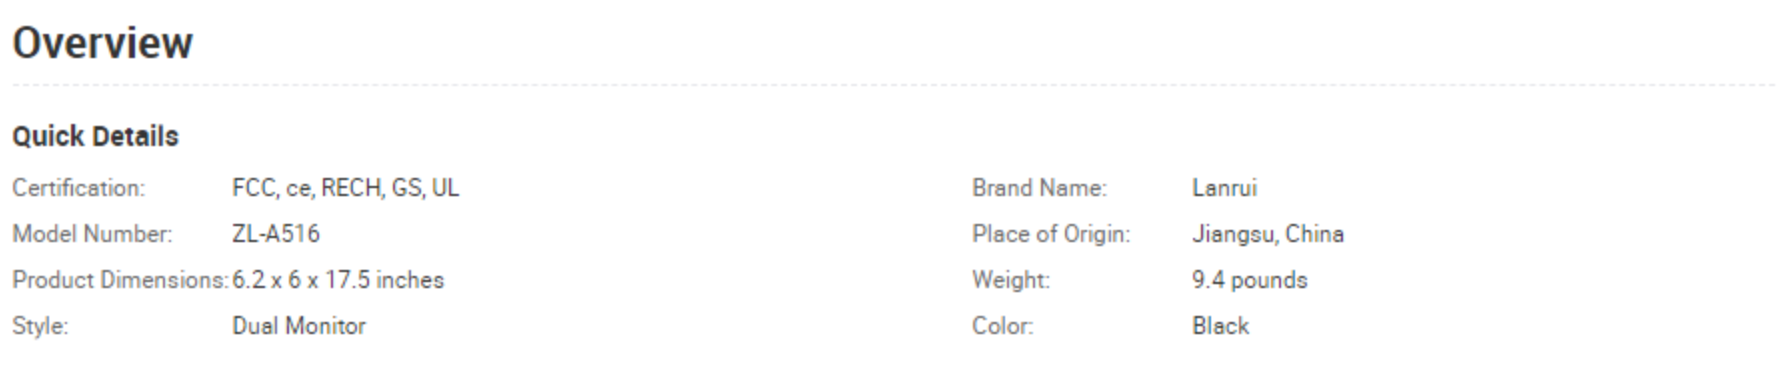 Overview
Quick Details
Certification: FCC, ce, RECH, GS, UL Brand Name: Lanrui
Model Number: ZL-A516 Place of Origin: Jiangsu, China
Product Dimensions: 6.2 x 6 x 17.5 inches Weight: 9.4 pounds
Style: Dual Monitor Color: Black